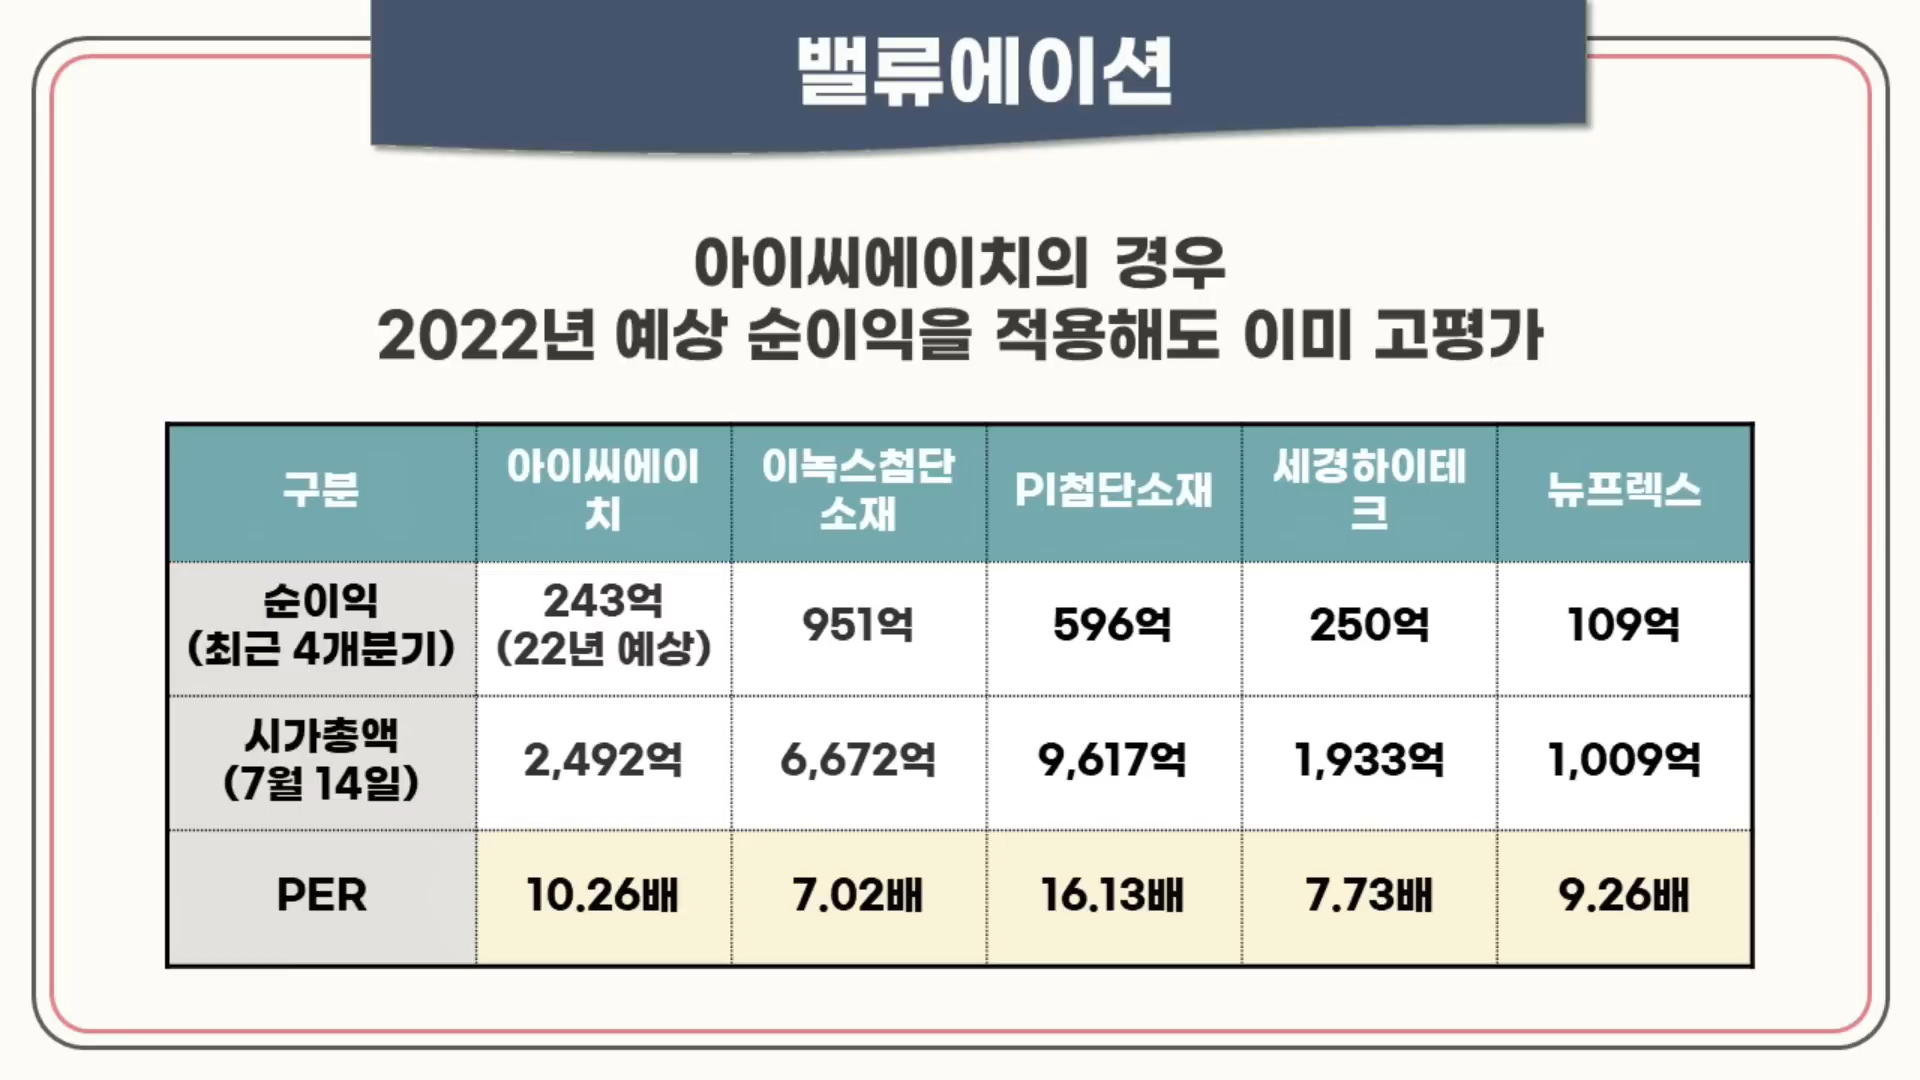 밸류에이션
아이씨에이치의 경우
2022년 예상 순이익을 적용해도 이미 고평가
구분
아이씨에이
치
이녹스첨단
소재
PI첨단소재
세경하이테
크
뉴프렉스
순이익
(최근 4개분기)
243억
(22년 예상)
951억
596억
250억
109억
시가총액
(7월 14일)
2,492억
6,672억
9,617억
1,933억
1,009억
PER
10.26배
7.02배
16.13배
7.73배
9.26배